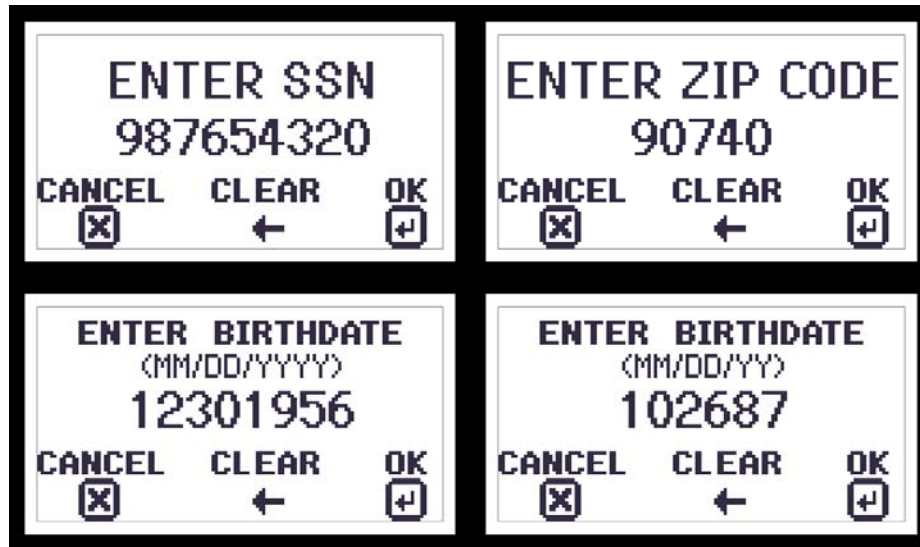 ENTER SSN
987654320
CANCEL CLEAR OK
ENTER ZIP CODE
90740
CANCEL CLEAR OK
ENTER BIRTHDATE
(MM/DD/YYYY)
12301956
CANCEL CLEAR OK
ENTER BIRTHDATE
(MM/DD/YY)
102687
CANCEL CLEAR OK